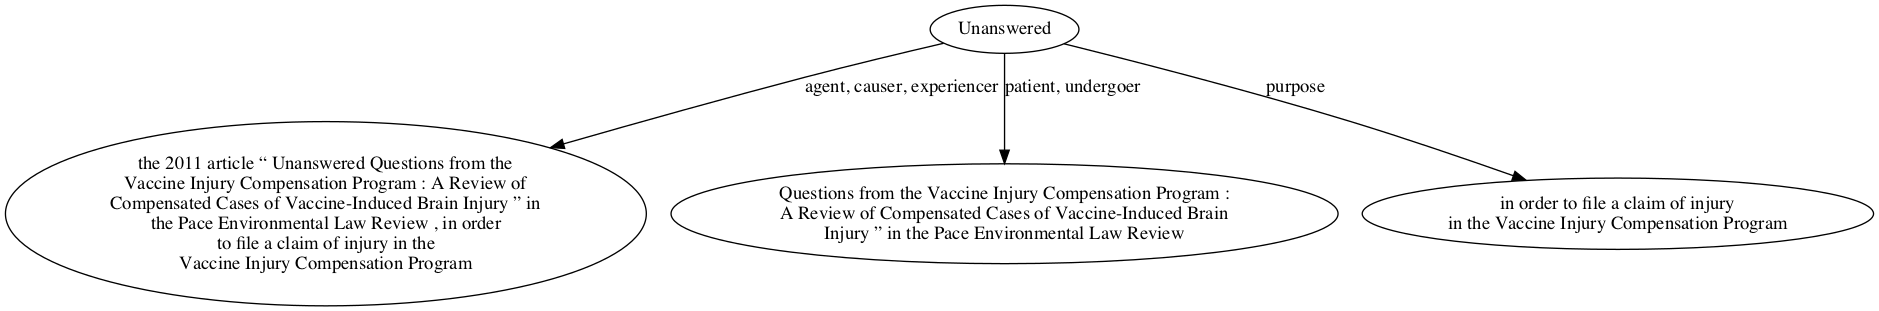 Unanswered
agent, causer, experiencer
patient, undergoer
purpose
the 2011 article “ Unanswered Questions from the
Vaccine Injury Compensation Program : A Review of
Compensated Cases of Vaccine-Induced Brain Injury ” in
the Pace Environmental Law Review , in order
to file a claim of injury in the
Vaccine Injury Compensation Program
Questions from the Vaccine Injury Compensation Program :
A Review of Compensated Cases of Vaccine-Induced Brain
Injury ” in the Pace Environmental Law Review
in order to file a claim of injury
in the Vaccine Injury Compensation Program